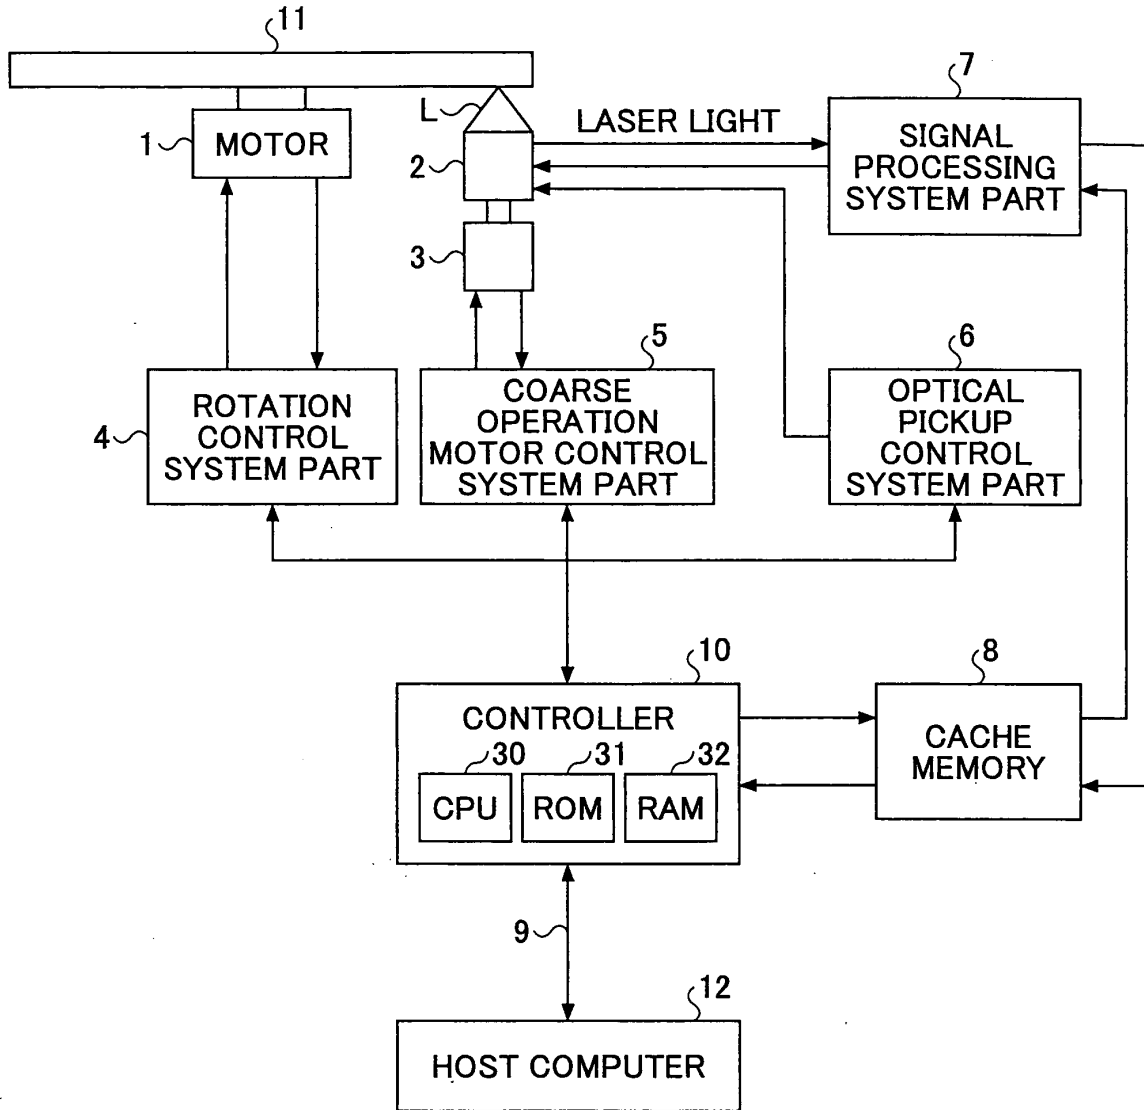 11
L
LASER LIGHT
7
1
MOTOR
2
SIGNAL
PROCESSING
SYSTEM PART
3
5
6
4
ROTATION
CONTROL
SYSTEM PART
COARSE
OPERATION
MOTOR CONTROL
SYSTEM PART
OPTICAL
PICKUP
CONTROL
SYSTEM PART
10
8
CONTROLLER
30
31
32
CPU
ROM
RAM
CACHE
MEMORY
9
12
HOST COMPUTER